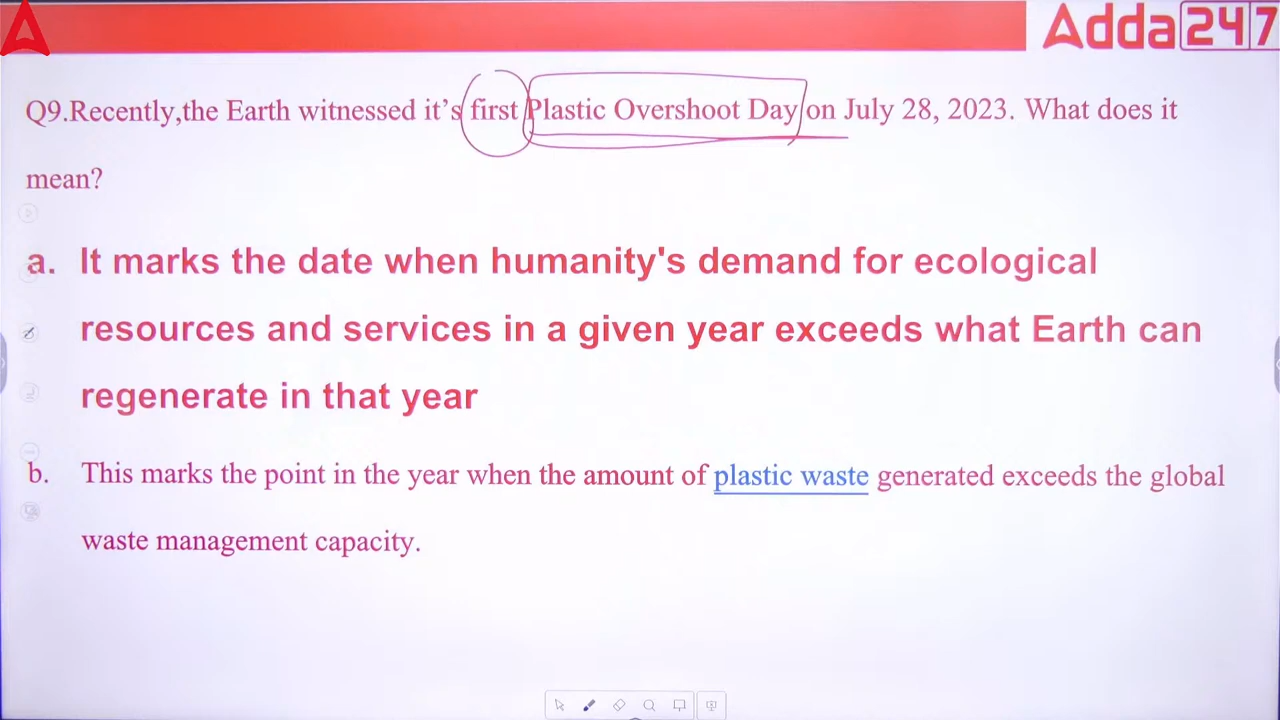 Adda247
Q9.Recently,the Earth witnessed it’s first Plastic Overshoot Day on July 28, 2023. What does it
mean?
a. It marks the date when humanity's demand for ecological
resources and services in a given year exceeds what Earth can
regenerate in that year
b. This marks the point in the year when the amount of plastic waste generated exceeds the global
waste management capacity.